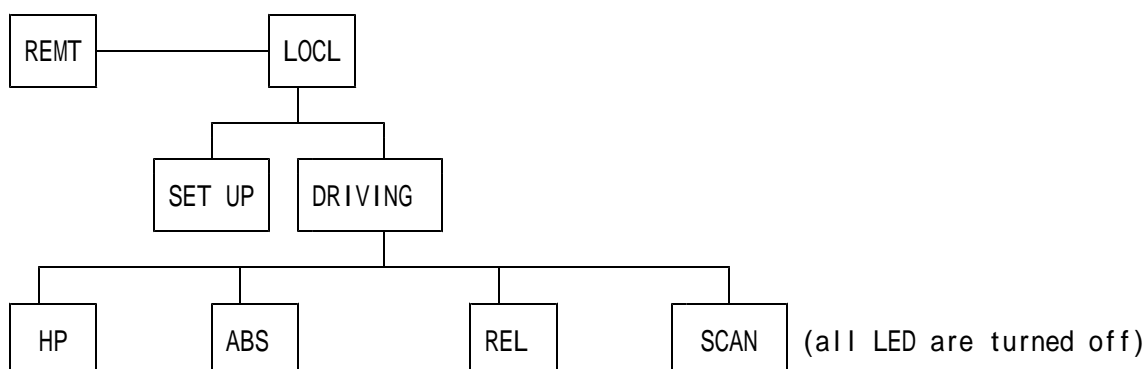 REMT LOCL
SET UP DRIVING
HP ABS REL SCAN (all LED are turned off)